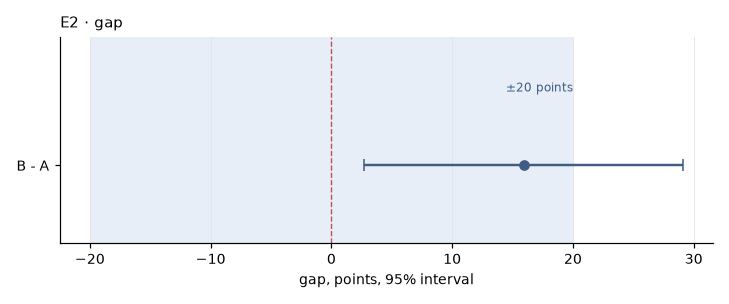 E2 · gap
±20 points
B - A
−20 −10 0 10 20 30
gap, points, 95% interval